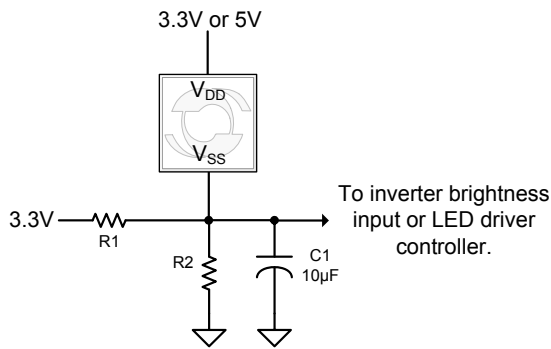 3.3V or 5V
VDD
VSS
3.3V
R1
R2
C1
10µF
To inverter brightness
input or LED driver
controller.